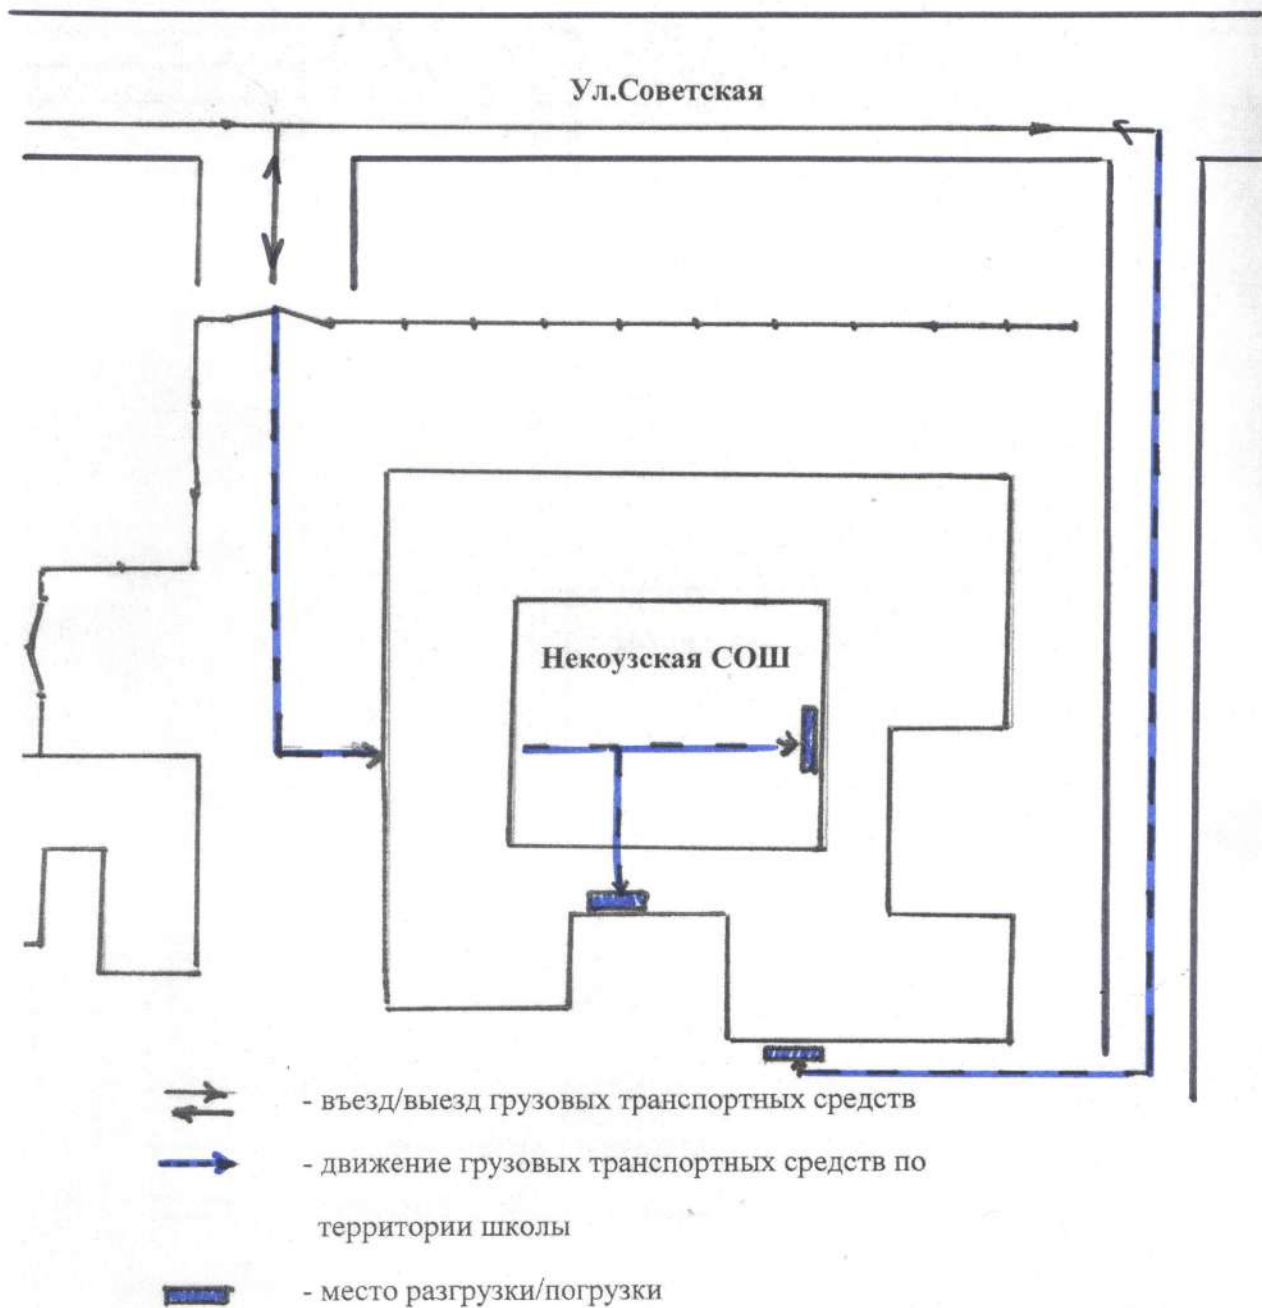 Ул.Советская
Некоузская СОШ
- въезд/выезд грузовых транспортных средств
- движение грузовых транспортных средств по
территории школы
- место разгрузки/погрузки